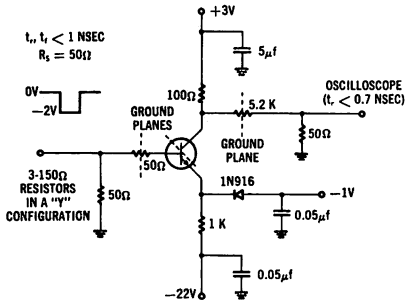 +3V
tr, tf < 1 NSEC
RS = 50Ω
5μf
0V
−2V
100Ω
OSCILLOSCOPE
(tr < 0.7 NSEC)
5.2 K
GROUND
PLANES
GROUND
PLANE
50Ω
50Ω
3-150Ω
RESISTORS
IN A "Y"
CONFIGURATION
50Ω
1N916
−1V
0.05μf
1 K
0.05μf
−22V